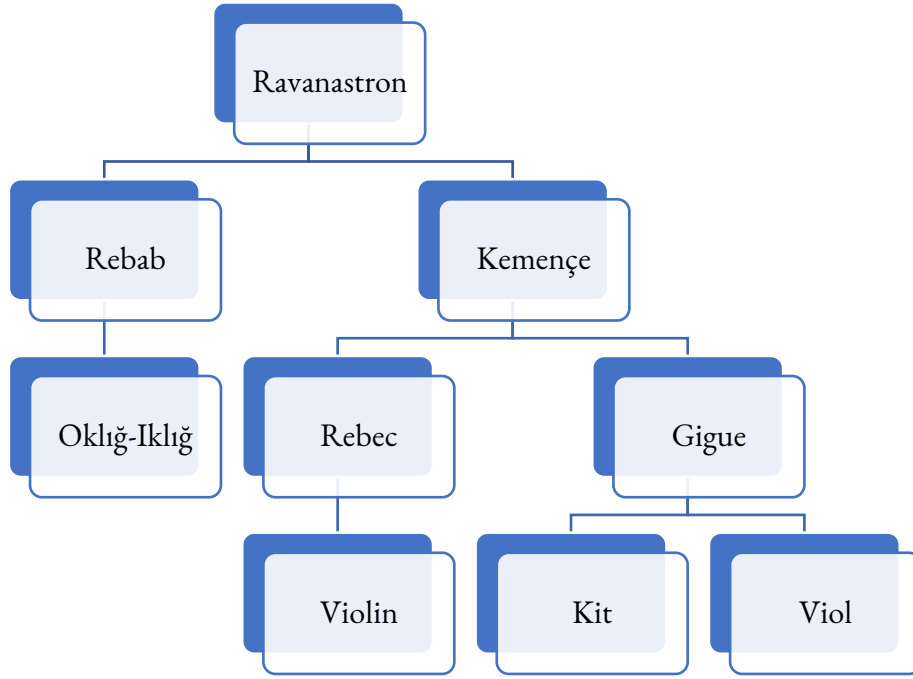 Ravanastron
Rebab
Kemençe
Oklığ-Iklığ
Rebec
Gigue
Violin
Kit
Viol